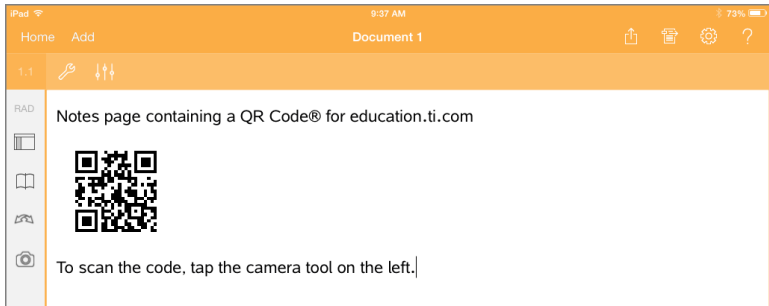 iPad 9:37 AM 73%
Home Add Document 1 ?
1.1
RAD
Notes page containing a QR Code® for education.ti.com
To scan the code, tap the camera tool on the left.